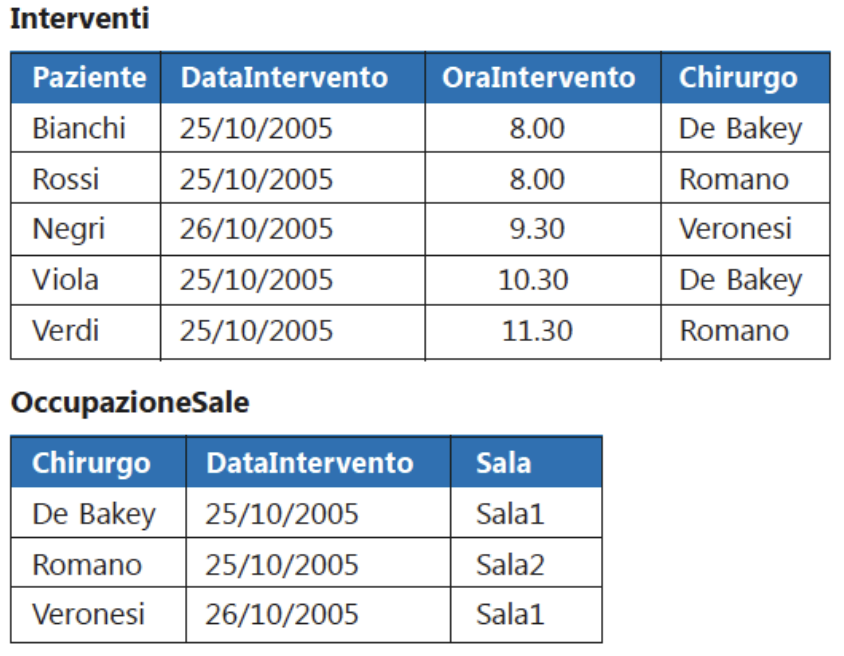 Interventi
Paziente DataIntervento OraIntervento Chirurgo
Bianchi 25/10/2005 8.00 De Bakey
Rossi 25/10/2005 8.00 Romano
Negri 26/10/2005 9.30 Veronesi
Viola 25/10/2005 10.30 De Bakey
Verdi 25/10/2005 11.30 Romano
OccupazioneSale
Chirurgo DataIntervento Sala
De Bakey 25/10/2005 Sala1
Romano 25/10/2005 Sala2
Veronesi 26/10/2005 Sala1